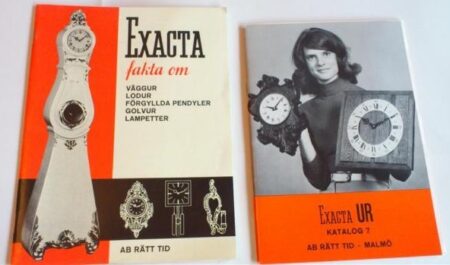 EXACTA
fakta om
VÄGGUR
LODUR
FÖRGYLLDA PENDYLER
GOLVUR
LAMPETTER
AB RÄTT TID
EXACTA UR
KATALOG 7
AB RÄTT TID - MALMÖ